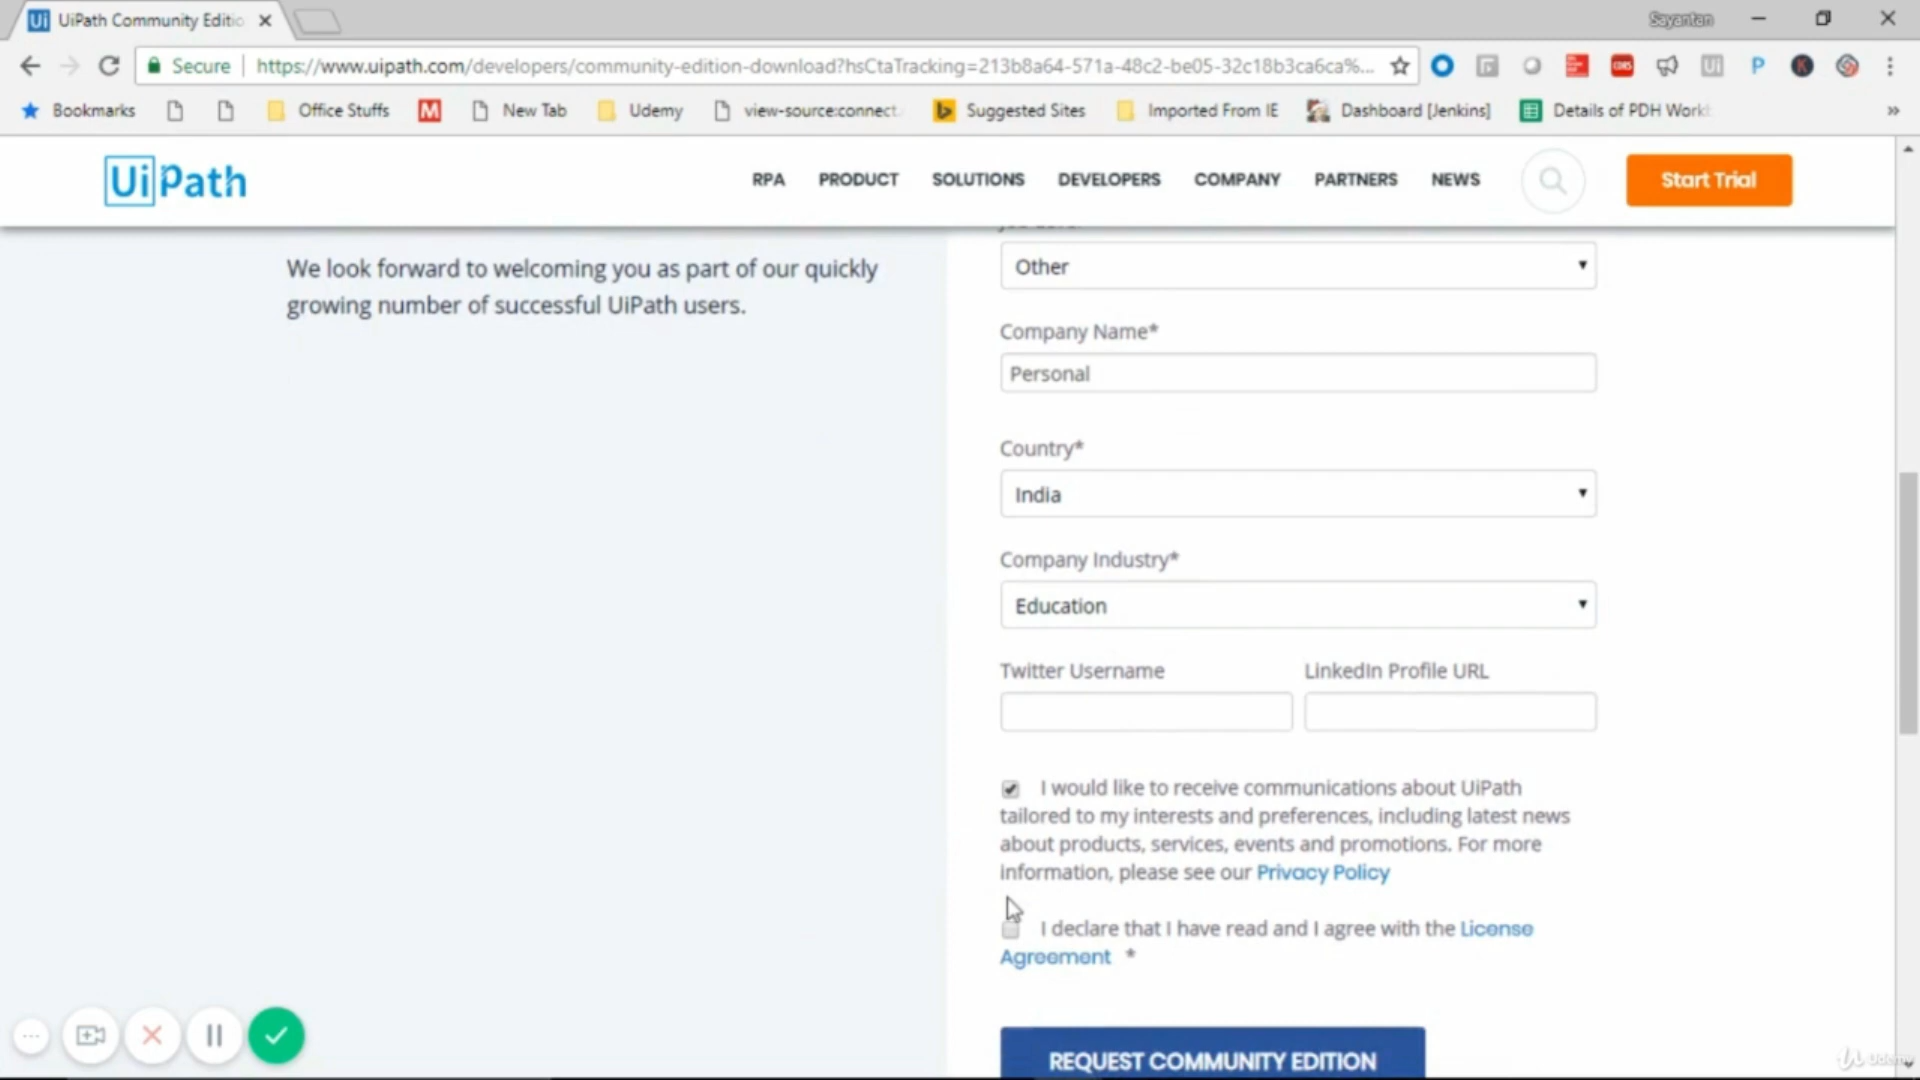 Ui UiPath Community Editio
Sayantan
Secure https://www.uipath.com/developers/community-edition-download?hsCtaTracking=213b8a64-571a-48c2-be05-32c18b3ca6ca%...
Bookmarks Office Stuffs M New Tab Udemy view-source:connect. Suggested Sites Imported From IE Dashboard [Jenkins] Details of PDH Work
UiPath RPA PRODUCT SOLUTIONS DEVELOPERS COMPANY PARTNERS NEWS Start Trial
We look forward to welcoming you as part of our quickly
growing number of successful UiPath users.
Other
Company Name*
Personal
Country*
India
Company Industry*
Education
Twitter Username LinkedIn Profile URL
I would like to receive communications about UiPath
tailored to my interests and preferences, including latest news
about products, services, events and promotions. For more
information, please see our Privacy Policy
I declare that I have read and I agree with the License
Agreement *
REQUEST COMMUNITY EDITION
Udemy